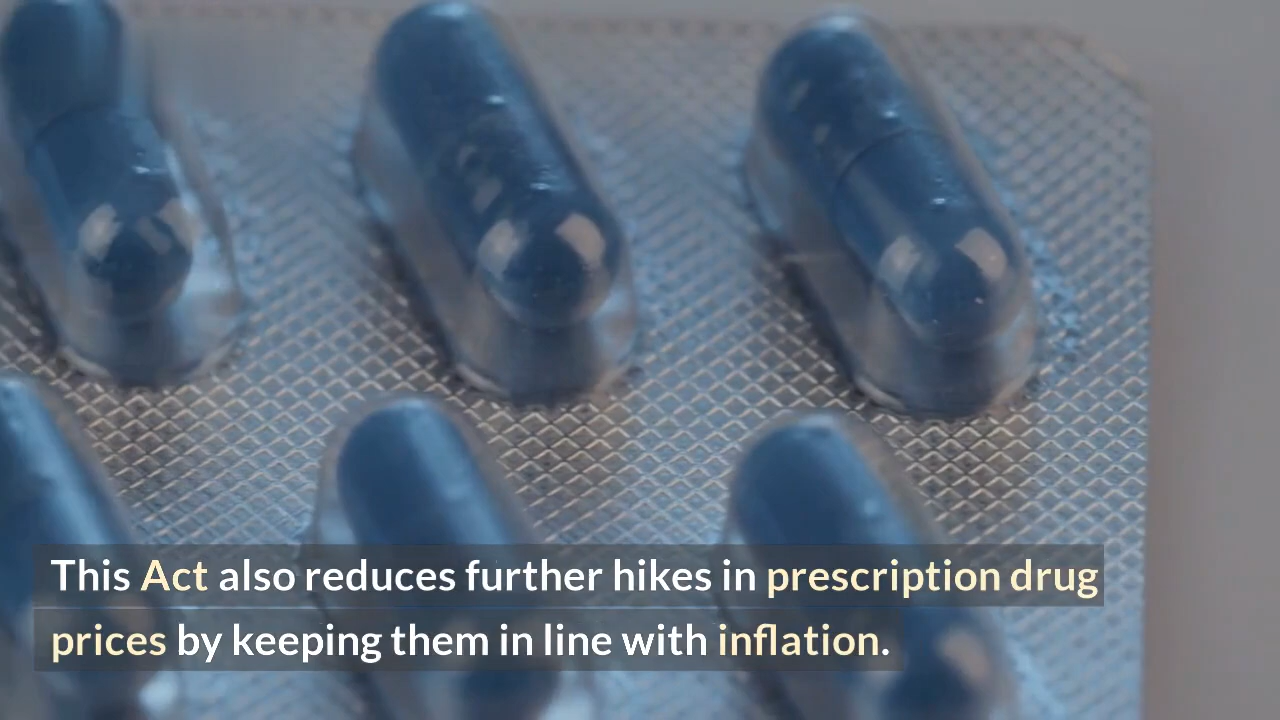 This Act also reduces further hikes in prescription drug
prices by keeping them in line with inflation.